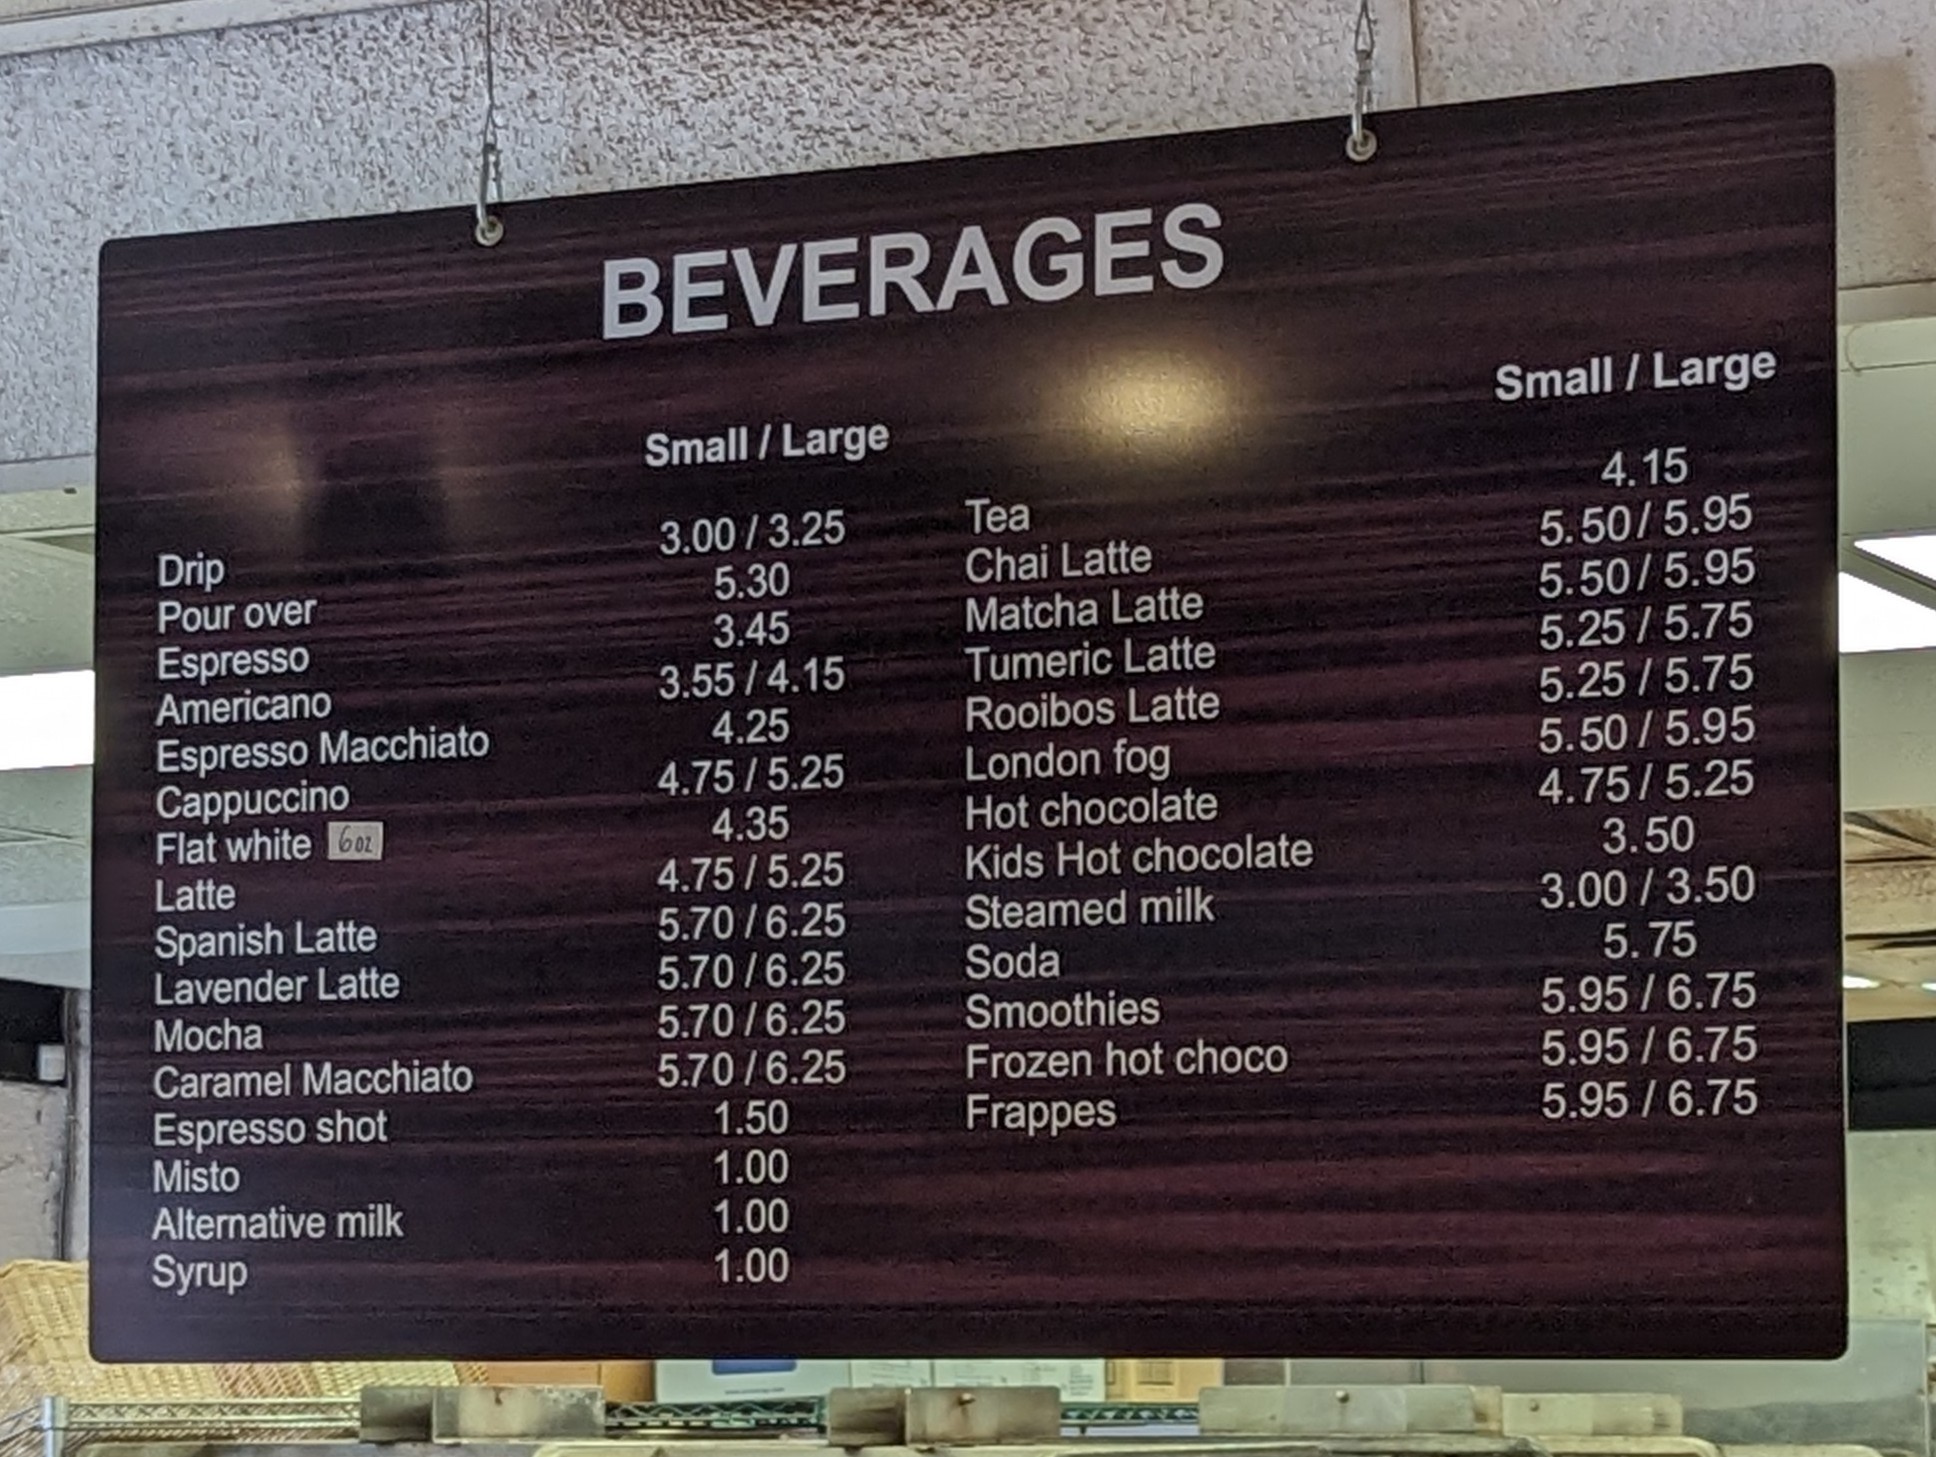 BEVERAGES
Small / Large
Drip 3.00 / 3.25
Pour over 5.30
Espresso 3.45
Americano 3.55 / 4.15
Espresso Macchiato 4.25
Cappuccino 4.75 / 5.25
Flat white 6oz 4.35
Latte 4.75 / 5.25
Spanish Latte 5.70 / 6.25
Lavender Latte 5.70 / 6.25
Mocha 5.70 / 6.25
Caramel Macchiato 5.70 / 6.25
Espresso shot 1.50
Misto 1.00
Alternative milk 1.00
Syrup 1.00
Small / Large
Tea 4.15
Chai Latte 5.50 / 5.95
Matcha Latte 5.50 / 5.95
Tumeric Latte 5.25 / 5.75
Rooibos Latte 5.25 / 5.75
London fog 5.50 / 5.95
Hot chocolate 4.75 / 5.25
Kids Hot chocolate 3.50
Steamed milk 3.00 / 3.50
Soda 5.75
Smoothies 5.95 / 6.75
Frozen hot choco 5.95 / 6.75
Frappes 5.95 / 6.75